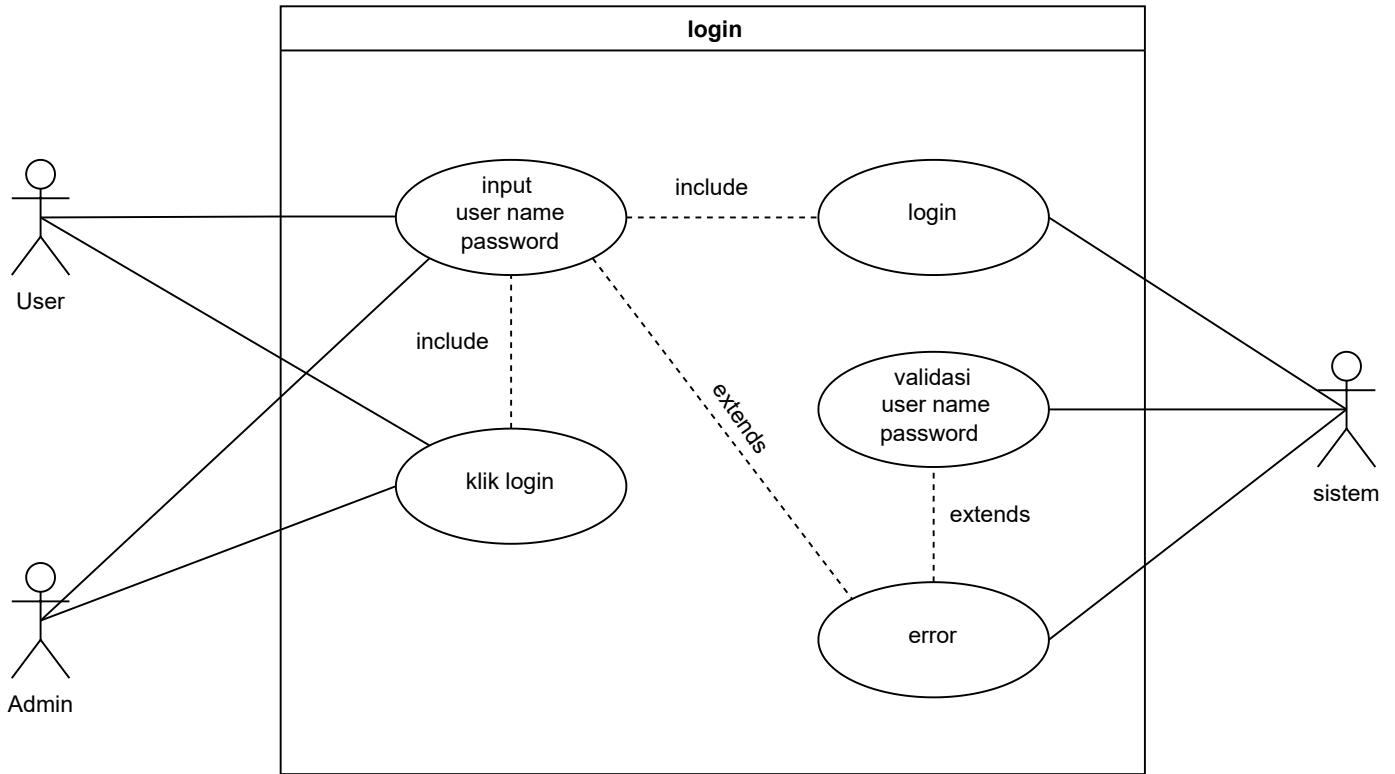 login
input
user name
password
include
login
User
include
extends
validasi
user name
password
klik login
sistem
extends
error
Admin